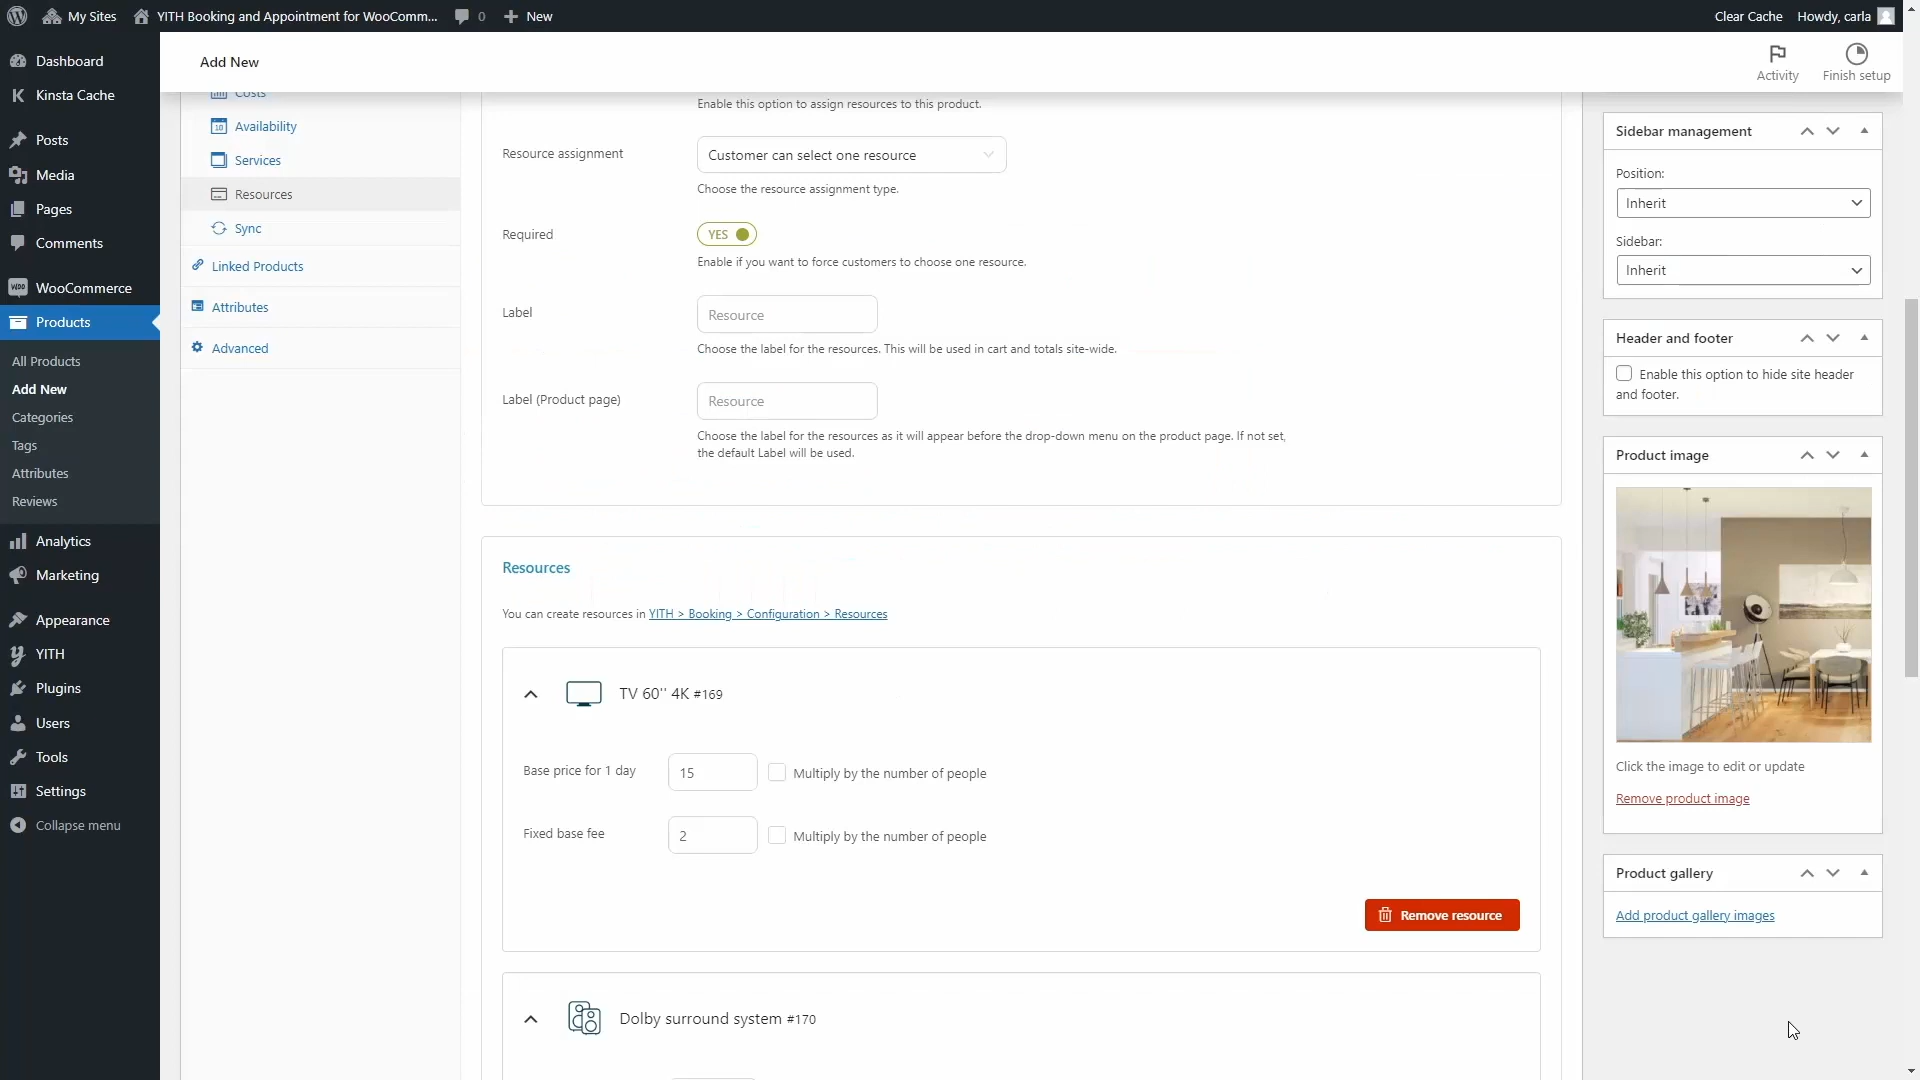 My Sites
YITH Booking and Appointment for WooComm...
0
New
Clear Cache
Howdy, carla
Add New
Activity
Finish setup
Dashboard
Kinsta Cache
Posts
Media
Pages
Comments
WooCommerce
Products
All Products
Add New
Categories
Tags
Attributes
Reviews
Analytics
Marketing
Appearance
YITH
Plugins
Users
Tools
Settings
Collapse menu
Costs
Availability
Services
Resources
Sync
Linked Products
Attributes
Advanced
Enable this option to assign resources to this product.
Resource assignment
Customer can select one resource
Choose the resource assignment type.
Required
YES
Enable if you want to force customers to choose one resource.
Label
Resource
Choose the label for the resources. This will be used in cart and totals site-wide.
Label (Product page)
Resource
Choose the label for the resources as it will appear before the drop-down menu on the product page. If not set,
the default Label will be used.
Resources
You can create resources in YITH > Booking > Configuration > Resources
TV 60'' 4K #169
Base price for 1 day
15
Multiply by the number of people
Fixed base fee
2
Multiply by the number of people
Remove resource
Dolby surround system #170
Sidebar management
Position:
Inherit
Sidebar:
Inherit
Header and footer
Enable this option to hide site header
and footer.
Product image
Click the image to edit or update
Remove product image
Product gallery
Add product gallery images